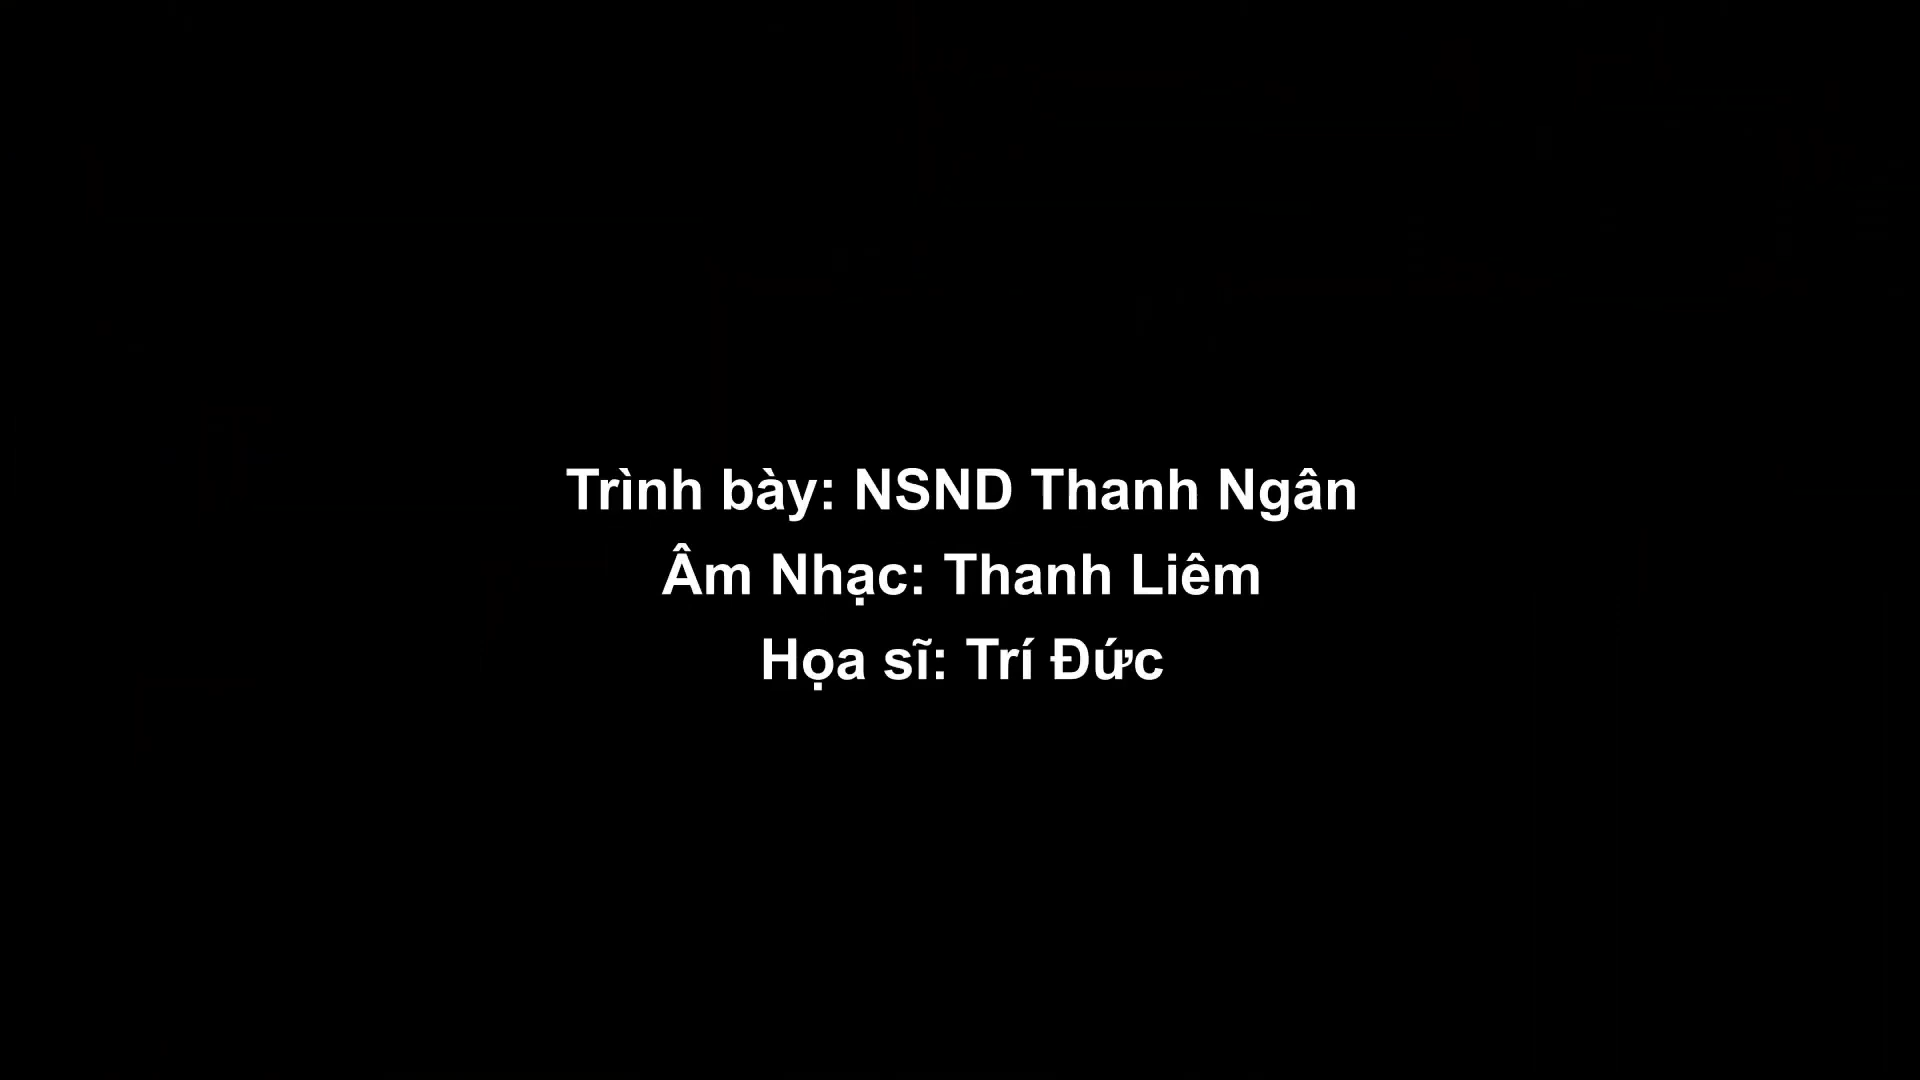 Trình bày: NSND Thanh Ngân
Âm Nhạc: Thanh Liêm
Họa sĩ: Trí Đức